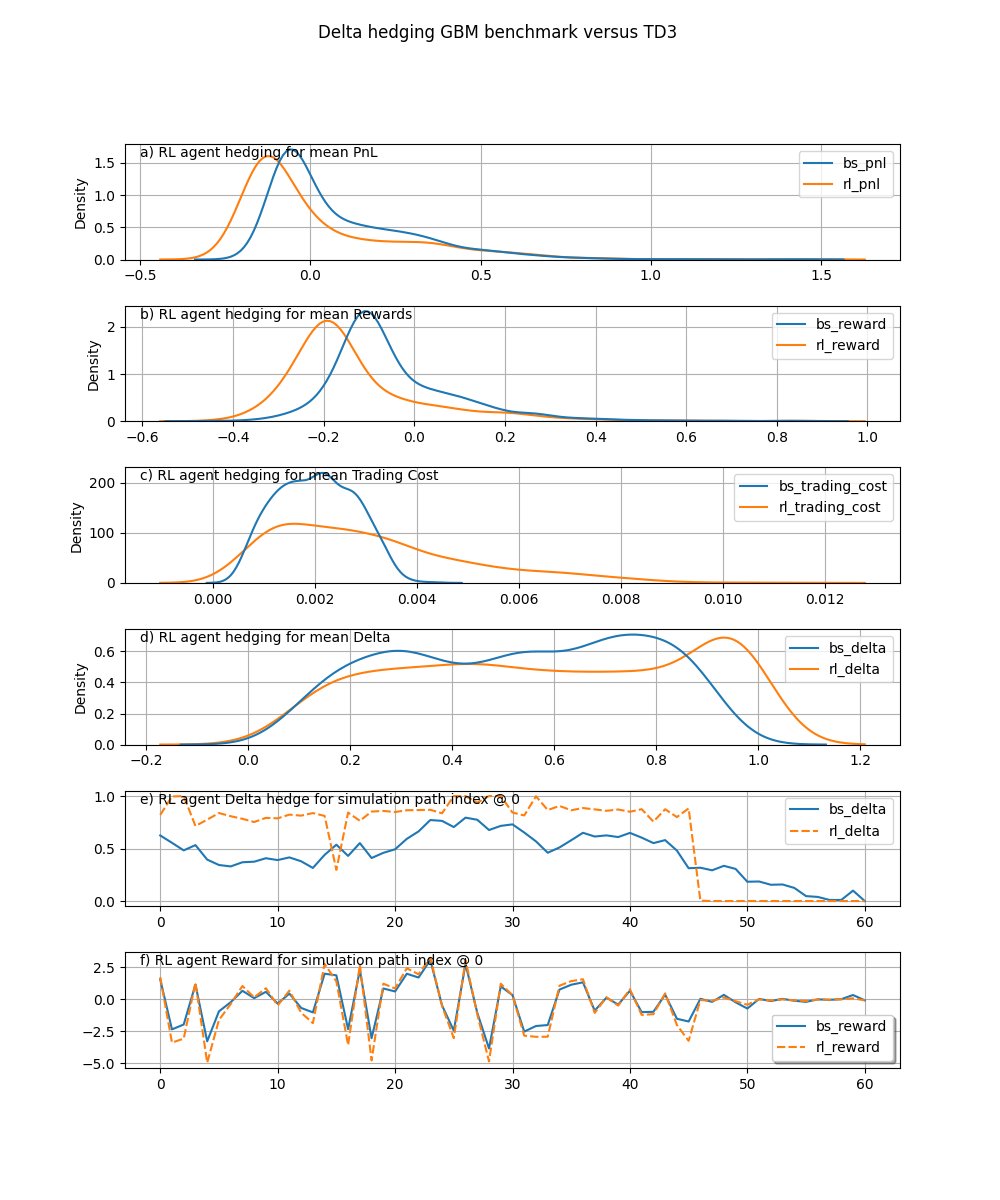 Delta hedging GBM benchmark versus TD3
a) RL agent hedging for mean PnL
bs_pnl
rl_pnl
Density
1.5
1.0
0.5
0.0
−0.5 0.0 0.5 1.0 1.5
b) RL agent hedging for mean Rewards
bs_reward
rl_reward
Density
2
1
0
−0.6 −0.4 −0.2 0.0 0.2 0.4 0.6 0.8 1.0
c) RL agent hedging for mean Trading Cost
bs_trading_cost
rl_trading_cost
Density
200
100
0
0.000 0.002 0.004 0.006 0.008 0.010 0.012
d) RL agent hedging for mean Delta
bs_delta
rl_delta
Density
0.6
0.4
0.2
0.0
−0.2 0.0 0.2 0.4 0.6 0.8 1.0 1.2
e) RL agent Delta hedge for simulation path index @ 0
bs_delta
rl_delta
1.0
0.5
0.0
0 10 20 30 40 50 60
f) RL agent Reward for simulation path index @ 0
bs_reward
rl_reward
2.5
0.0
−2.5
−5.0
0 10 20 30 40 50 60